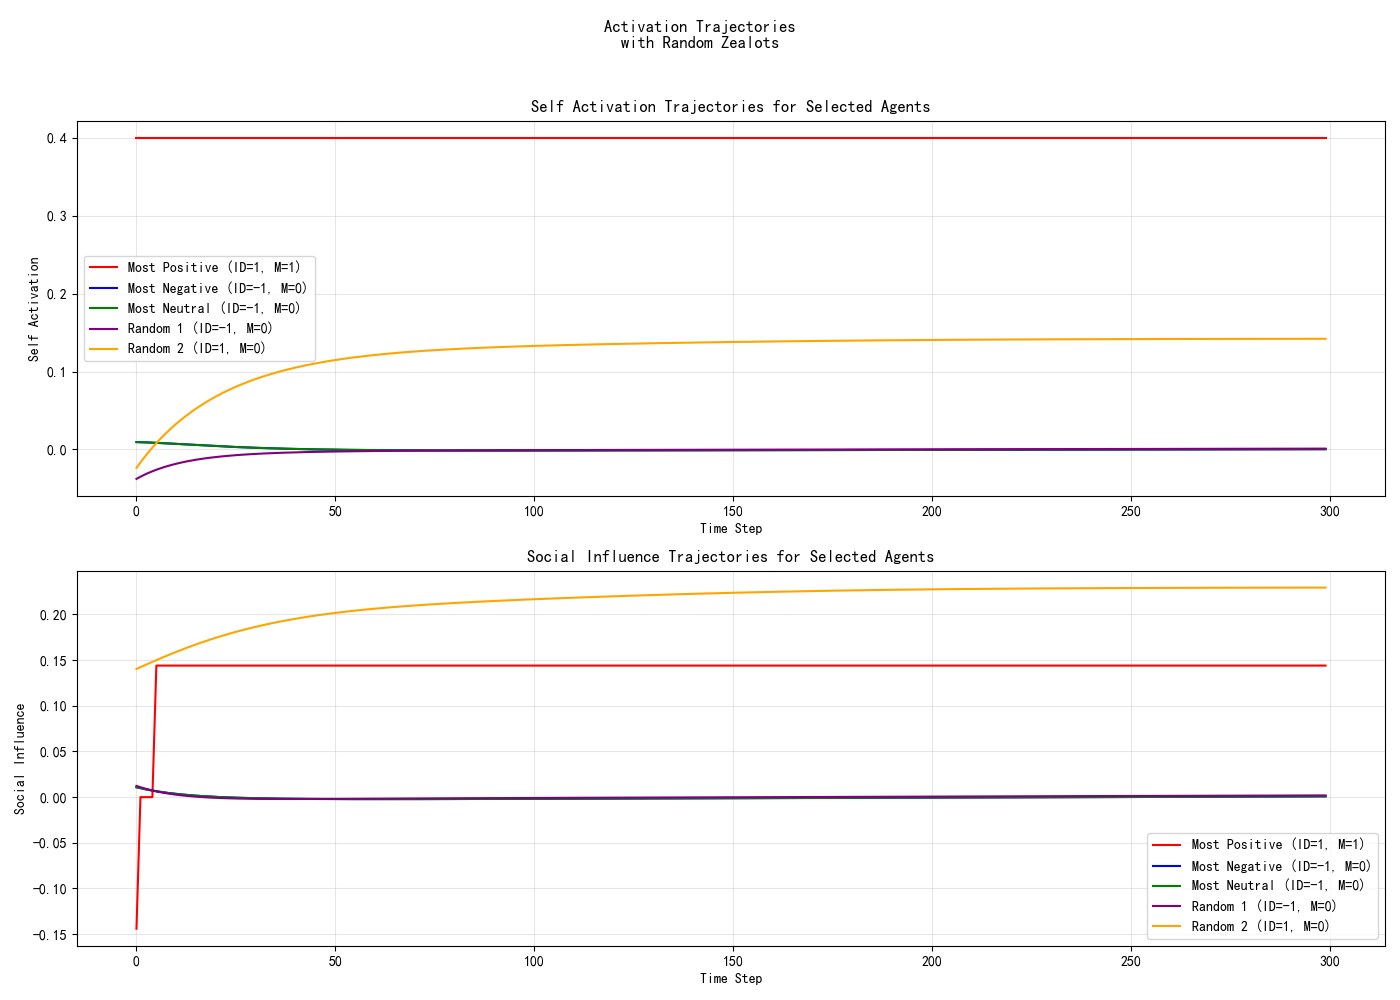 Activation Trajectories
with Random Zealots
Self Activation Trajectories for Selected Agents
Self Activation
0.4
0.3
0.2
0.1
0.0
Most Positive (ID=1, M=1)
Most Negative (ID=-1, M=0)
Most Neutral (ID=-1, M=0)
Random 1 (ID=-1, M=0)
Random 2 (ID=1, M=0)
0 50 100 150 200 250 300
Time Step
Social Influence Trajectories for Selected Agents
Social Influence
0.20
0.15
0.10
0.05
0.00
−0.05
−0.10
−0.15
Most Positive (ID=1, M=1)
Most Negative (ID=-1, M=0)
Most Neutral (ID=-1, M=0)
Random 1 (ID=-1, M=0)
Random 2 (ID=1, M=0)
0 50 100 150 200 250 300
Time Step